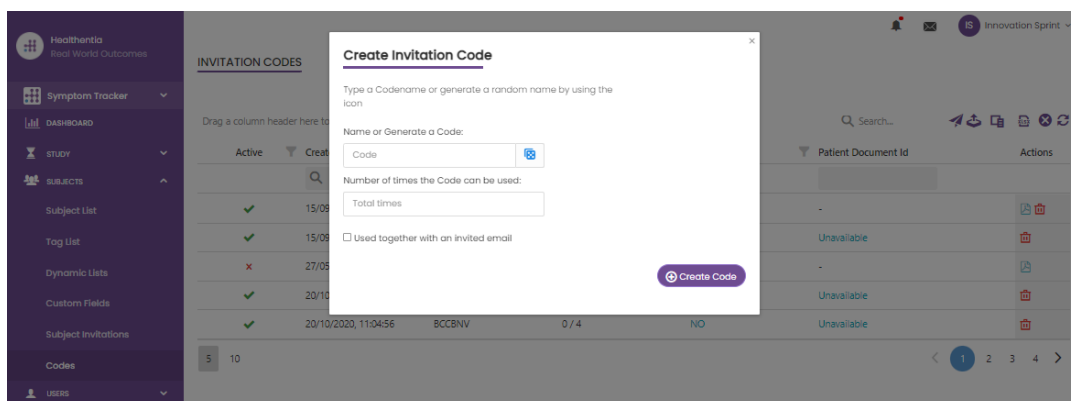 Healthentia
Real World Outcomes
IS Innovation Sprint
INVITATION CODES
Symptom Tracker
DASHBOARD
STUDY
SUBJECTS
Subject List
Tag List
Dynamic Lists
Custom Fields
Subject Invitations
Codes
USERS
Create Invitation Code
×
Type a Codename or generate a random name by using the
icon
Name or Generate a Code:
Code
Number of times the Code can be used:
Total times
Used together with an invited email
Create Code
Drag a column header here to
Search...
Active Creat Patient Document Id Actions
15/09 -
15/09 Unavailable
27/05 -
20/10 Unavailable
20/10/2020, 11:04:56 BCCBNV 0 / 4 NO Unavailable
5 10 1 2 3 4